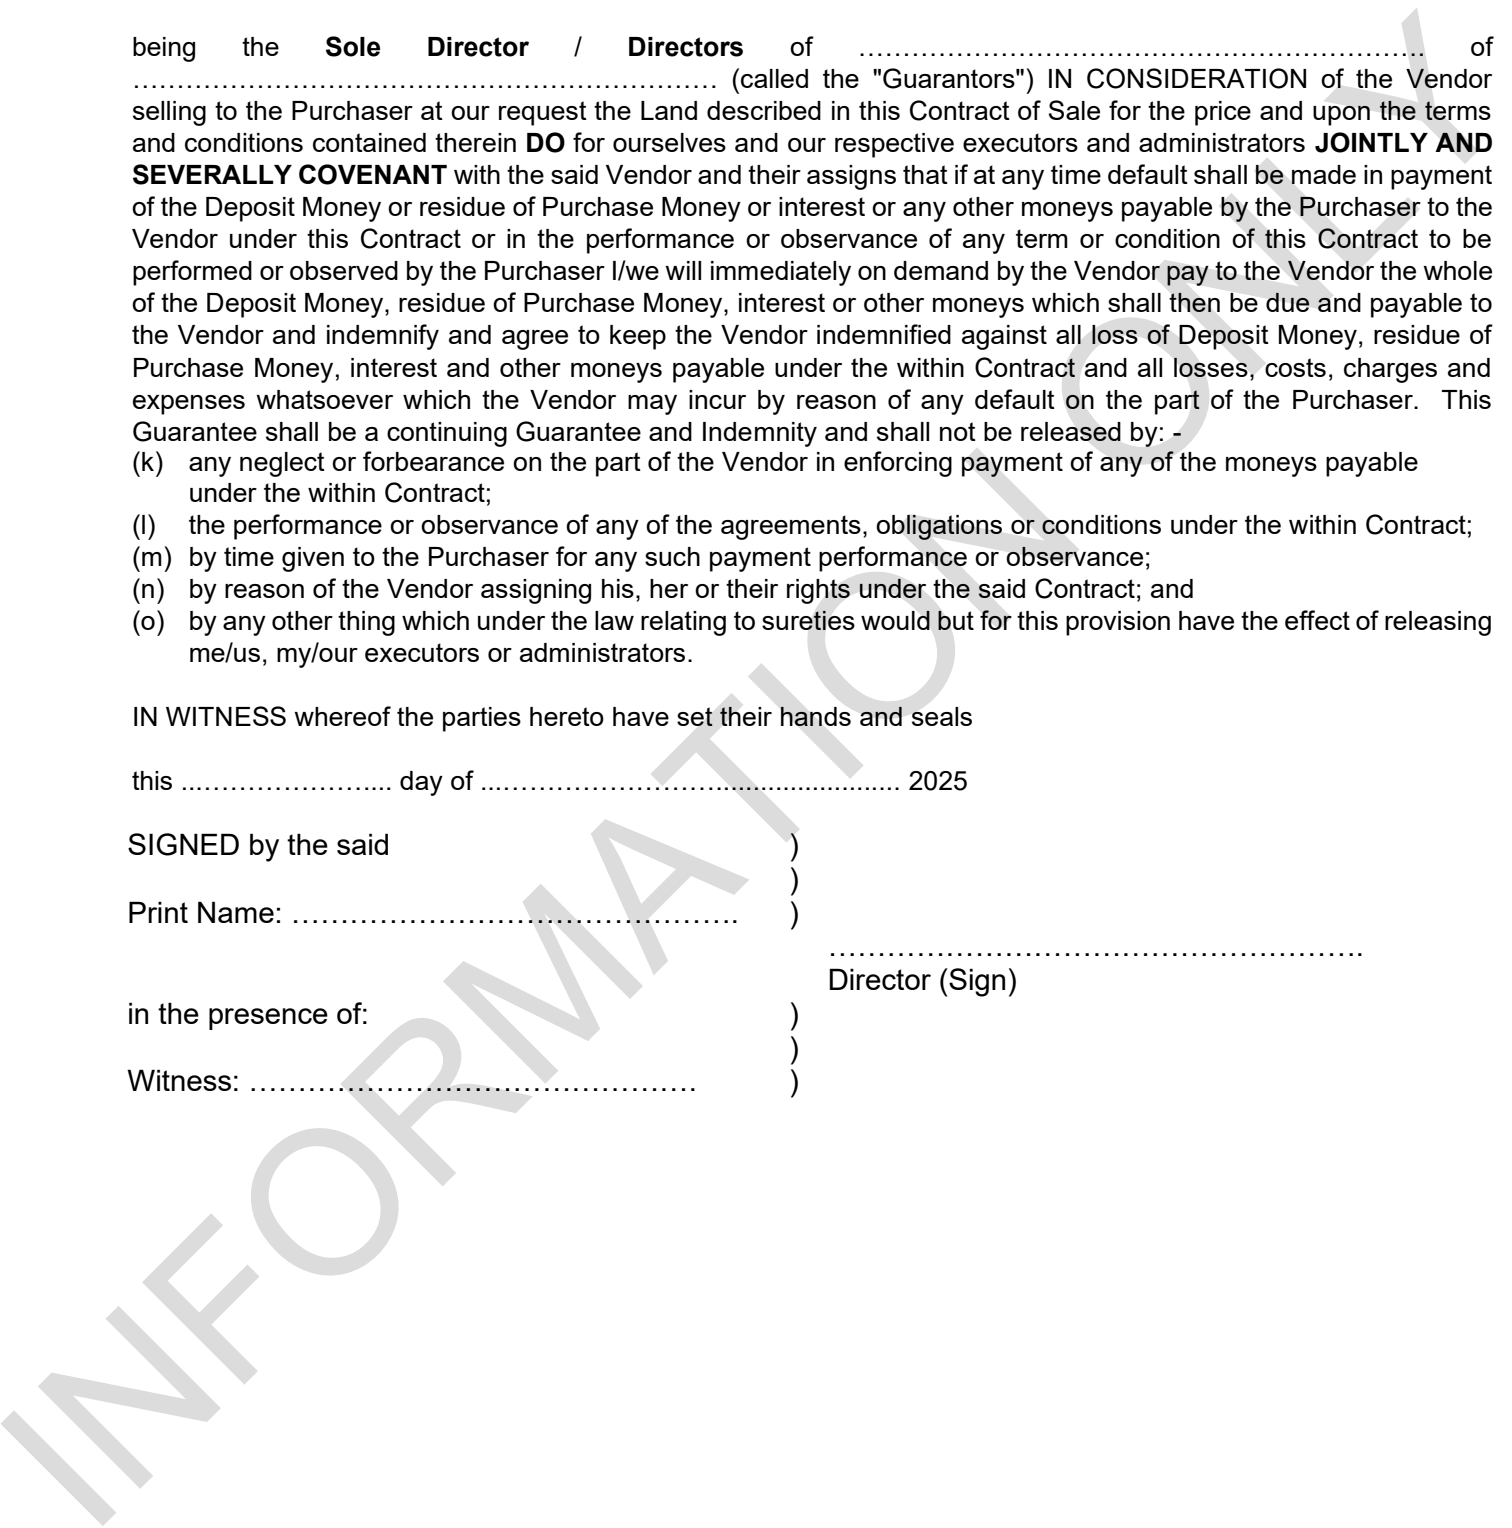 being the Sole Director / Directors of ………………………………………………………. of
………………………………………………………… (called the "Guarantors") IN CONSIDERATION of the Vendor
selling to the Purchaser at our request the Land described in this Contract of Sale for the price and upon the terms
and conditions contained therein DO for ourselves and our respective executors and administrators JOINTLY AND
SEVERALLY COVENANT with the said Vendor and their assigns that if at any time default shall be made in payment
of the Deposit Money or residue of Purchase Money or interest or any other moneys payable by the Purchaser to the
Vendor under this Contract or in the performance or observance of any term or condition of this Contract to be
performed or observed by the Purchaser I/we will immediately on demand by the Vendor pay to the Vendor the whole
of the Deposit Money, residue of Purchase Money, interest or other moneys which shall then be due and payable to
the Vendor and indemnify and agree to keep the Vendor indemnified against all loss of Deposit Money, residue of
Purchase Money, interest and other moneys payable under the within Contract and all losses, costs, charges and
expenses whatsoever which the Vendor may incur by reason of any default on the part of the Purchaser. This
Guarantee shall be a continuing Guarantee and Indemnity and shall not be released by: -
(k) any neglect or forbearance on the part of the Vendor in enforcing payment of any of the moneys payable
under the within Contract;
(l) the performance or observance of any of the agreements, obligations or conditions under the within Contract;
(m) by time given to the Purchaser for any such payment performance or observance;
(n) by reason of the Vendor assigning his, her or their rights under the said Contract; and
(o) by any other thing which under the law relating to sureties would but for this provision have the effect of releasing
me/us, my/our executors or administrators.
IN WITNESS whereof the parties hereto have set their hands and seals
this ...………………... day of ...……………………......................... 2025
SIGNED by the said )
)
Print Name: ………………………………………. )
……………………………………………….
Director (Sign)
in the presence of: )
)
Witness: ……………………………………… )
INFORMATION ONLY